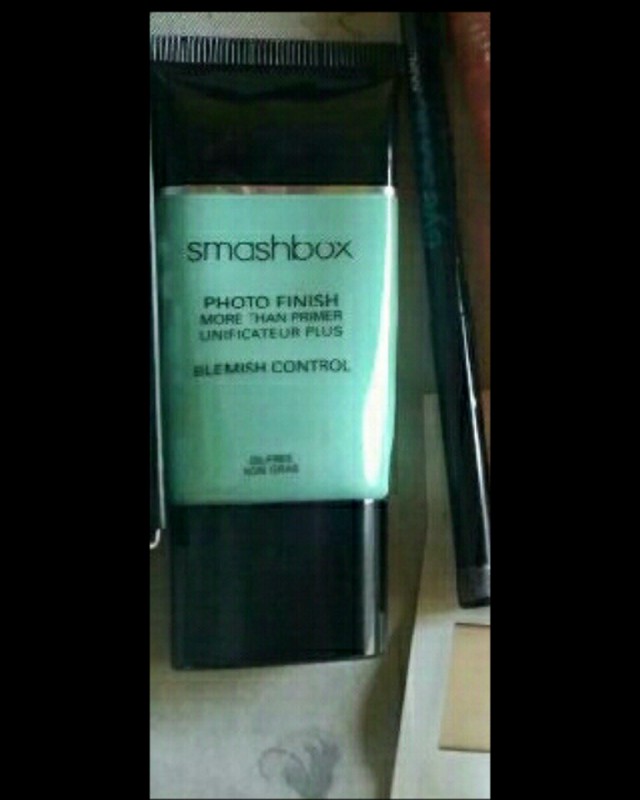 smashbox
PHOTO FINISH
MORE THAN PRIMER
UNIFICATEUR PLUS
BLEMISH CONTROL
OIL-FREE
NON GRAS